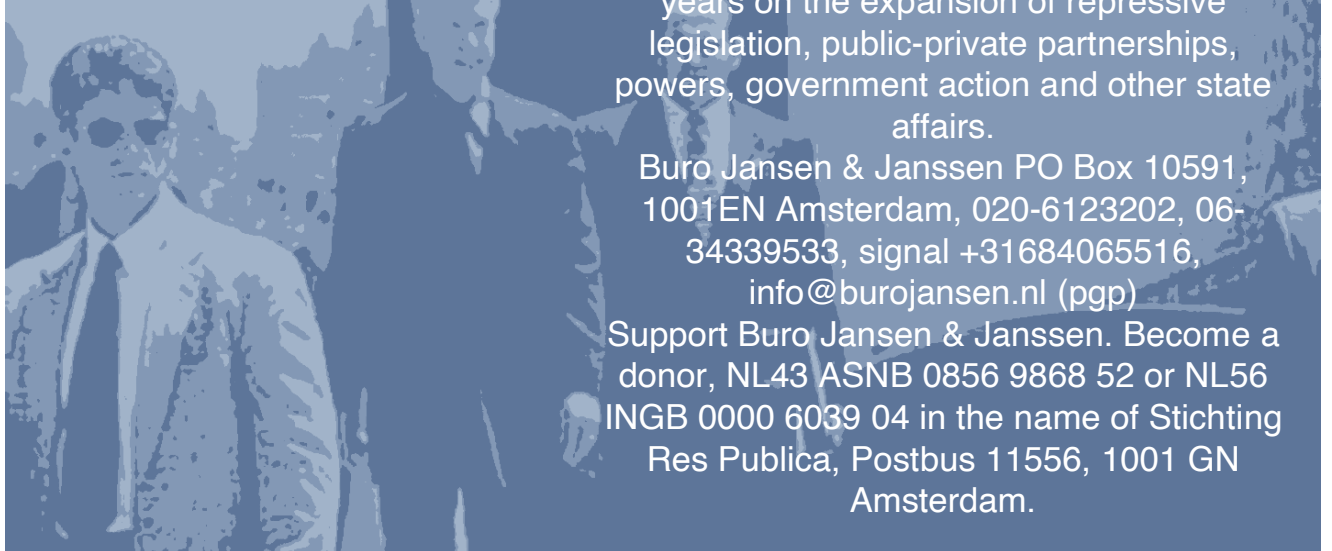 years on the expansion of repressive
legislation, public-private partnerships,
powers, government action and other state
affairs.
Buro Jansen & Janssen PO Box 10591,
1001EN Amsterdam, 020-6123202, 06-
34339533, signal +31684065516,
info@burojansen.nl (pgp)
Support Buro Jansen & Janssen. Become a
donor, NL43 ASNB 0856 9868 52 or NL56
INGB 0000 6039 04 in the name of Stichting
Res Publica, Postbus 11556, 1001 GN
Amsterdam.